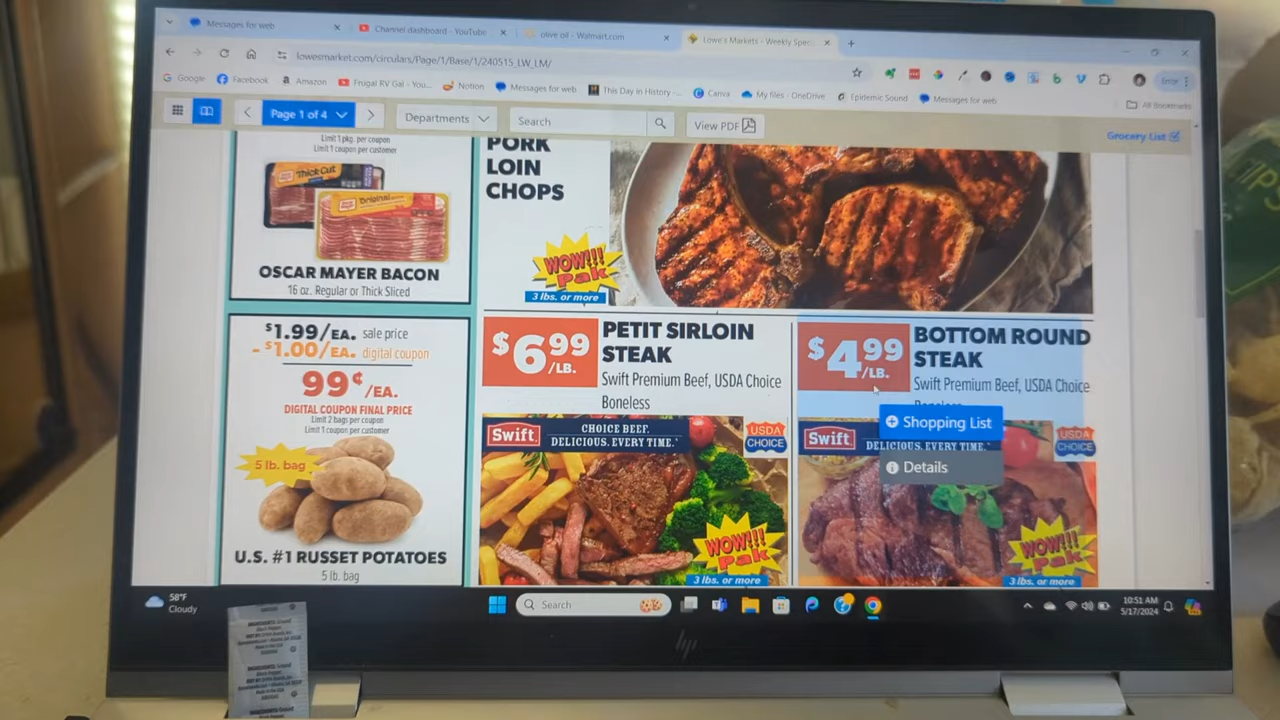 Messages for web
Channel dashboard - YouTube
olive oil - Walmart.com
Lowe's Markets - Weekly Spec
lowesmarket.com/circulars/Page/1/Base/1/240515_LW_LM/
Error
Google
Facebook
Amazon
Frugal RV Gal - You...
Notion
Messages for web
This Day in History -...
Canva
My files - OneDrive
Epidemic Sound
Messages for web
All Bookmarks
Page 1 of 4
Departments
Search
View PDF
Grocery List
Limit 1 pkg. per coupon
Limit 1 coupon per customer
Thick Cut
Original
OSCAR MAYER BACON
16 oz. Regular or Thick Sliced
PORK
LOIN
CHOPS
WOW!!!
Pak
3 lbs. or more
$1.99/EA. sale price
- $1.00/EA. digital coupon
99¢/EA.
DIGITAL COUPON FINAL PRICE
Limit 2 bags per coupon
Limit 1 coupon per customer
5 lb. bag
U.S. #1 RUSSET POTATOES
5 lb. bag
$6.99/LB.
PETIT SIRLOIN
STEAK
Swift Premium Beef, USDA Choice
Boneless
Swift
CHOICE BEEF.
DELICIOUS. EVERY TIME.
USDA
CHOICE
WOW!!!
Pak
3 lbs. or more
$4.99/LB.
BOTTOM ROUND
STEAK
Swift Premium Beef, USDA Choice
Boneless
Shopping List
Details
Swift
DELICIOUS. EVERY TIME.
USDA
CHOICE
WOW!!!
Pak
3 lbs. or more
58°F
Cloudy
Search
10:51 AM
5/17/2024
hp
INGREDIENTS: Ground
Black Pepper
INGREDIENTS: Ground